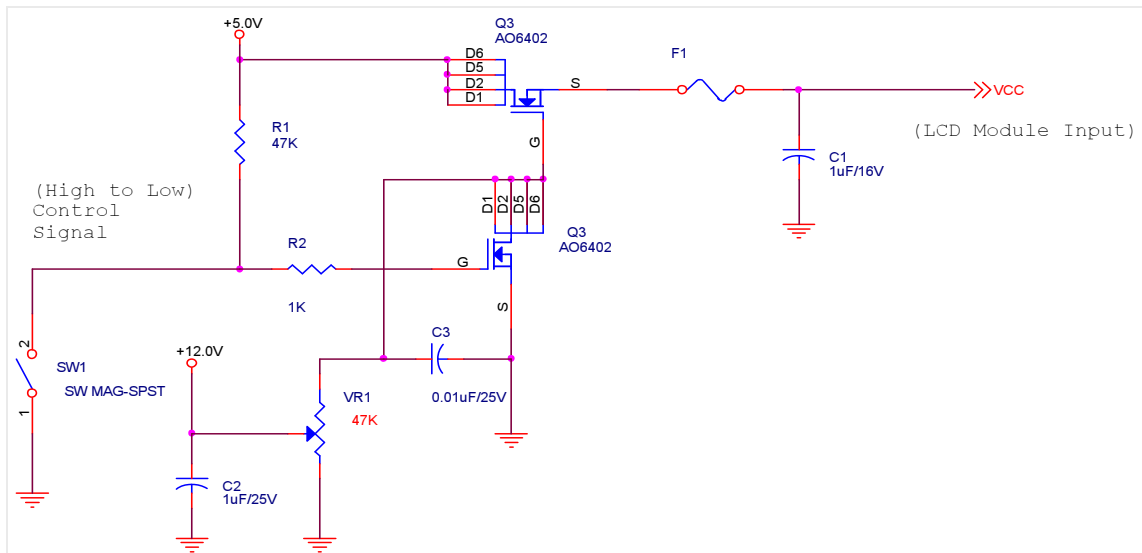 +5.0V
Q3
AO6402
D6
D5
D2
D1
S
G
F1
VCC
(LCD Module Input)
C1
1uF/16V
R1
47K
(High to Low)
Control
Signal
D1
D2
D5
D6
Q3
AO6402
R2
1K
G
S
2
SW1
SW MAG-SPST
1
+12.0V
C3
0.01uF/25V
VR1
47K
C2
1uF/25V